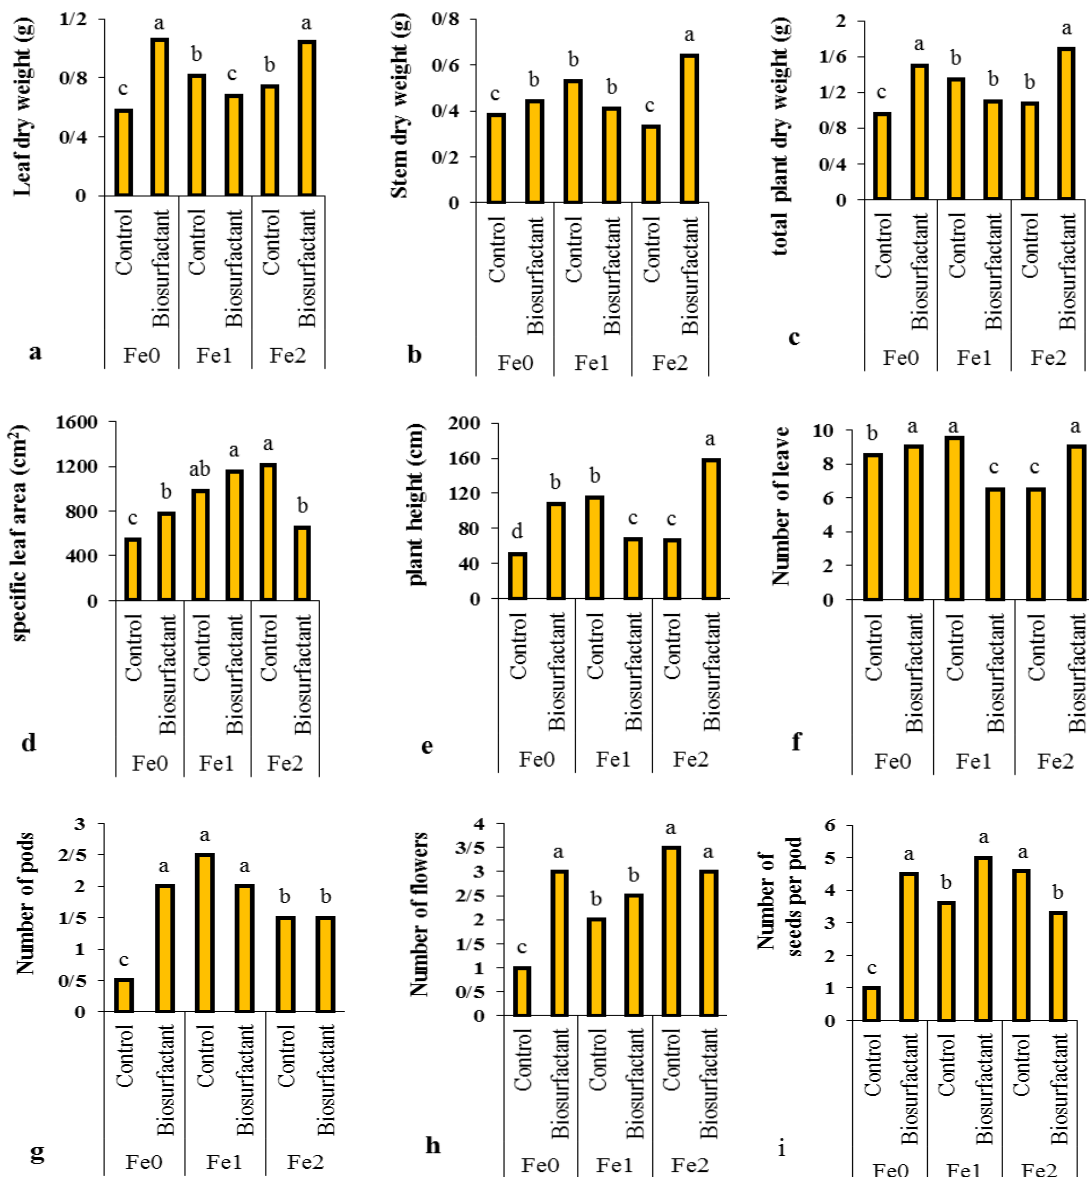 Leaf dry weight (g)
1/2
0/8
0/4
0
c
a
b
c
b
a
Control
Biosurfactant
Control
Biosurfactant
Control
Biosurfactant
Fe0
Fe1
Fe2
a
Stem dry weight (g)
0/8
0/6
0/4
0/2
0
c
b
b
b
c
a
Control
Biosurfactant
Control
Biosurfactant
Control
Biosurfactant
Fe0
Fe1
Fe2
b
total plant dry weight (g)
2
1/6
1/2
0/8
0/4
0
c
a
b
b
b
a
Control
Biosurfactant
Control
Biosurfactant
Control
Biosurfactant
Fe0
Fe1
Fe2
c
specific leaf area (cm²)
1600
1200
800
400
0
c
b
ab
a
a
b
Control
Biosurfactant
Control
Biosurfactant
Control
Biosurfactant
Fe0
Fe1
Fe2
d
plant height (cm)
200
160
120
80
40
0
d
b
b
c
c
a
Control
Biosurfactant
Control
Biosurfactant
Control
Biosurfactant
Fe0
Fe1
Fe2
e
Number of leave
10
8
6
4
2
0
b
a
a
c
c
a
Control
Biosurfactant
Control
Biosurfactant
Control
Biosurfactant
Fe0
Fe1
Fe2
f
Number of pods
3
2/5
2
1/5
1
0/5
0
c
a
a
a
b
b
Control
Biosurfactant
Control
Biosurfactant
Control
Biosurfactant
Fe0
Fe1
Fe2
g
Number of flowers
4
3/5
3
2/5
2
1/5
1
0/5
0
c
a
b
b
a
a
Control
Biosurfactant
Control
Biosurfactant
Control
Biosurfactant
Fe0
Fe1
Fe2
h
Number of
seeds per pod
6
5
4
3
2
1
0
c
a
b
a
a
b
Control
Biosurfactant
Control
Biosurfactant
Control
Biosurfactant
Fe0
Fe1
Fe2
i